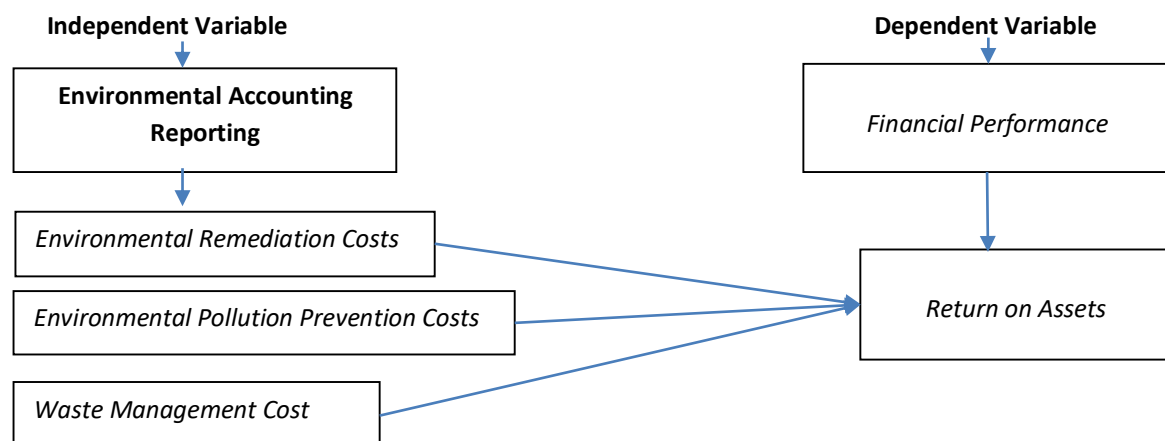 Independent Variable
Environmental Accounting
Reporting
Environmental Remediation Costs
Environmental Pollution Prevention Costs
Waste Management Cost
Dependent Variable
Financial Performance
Return on Assets